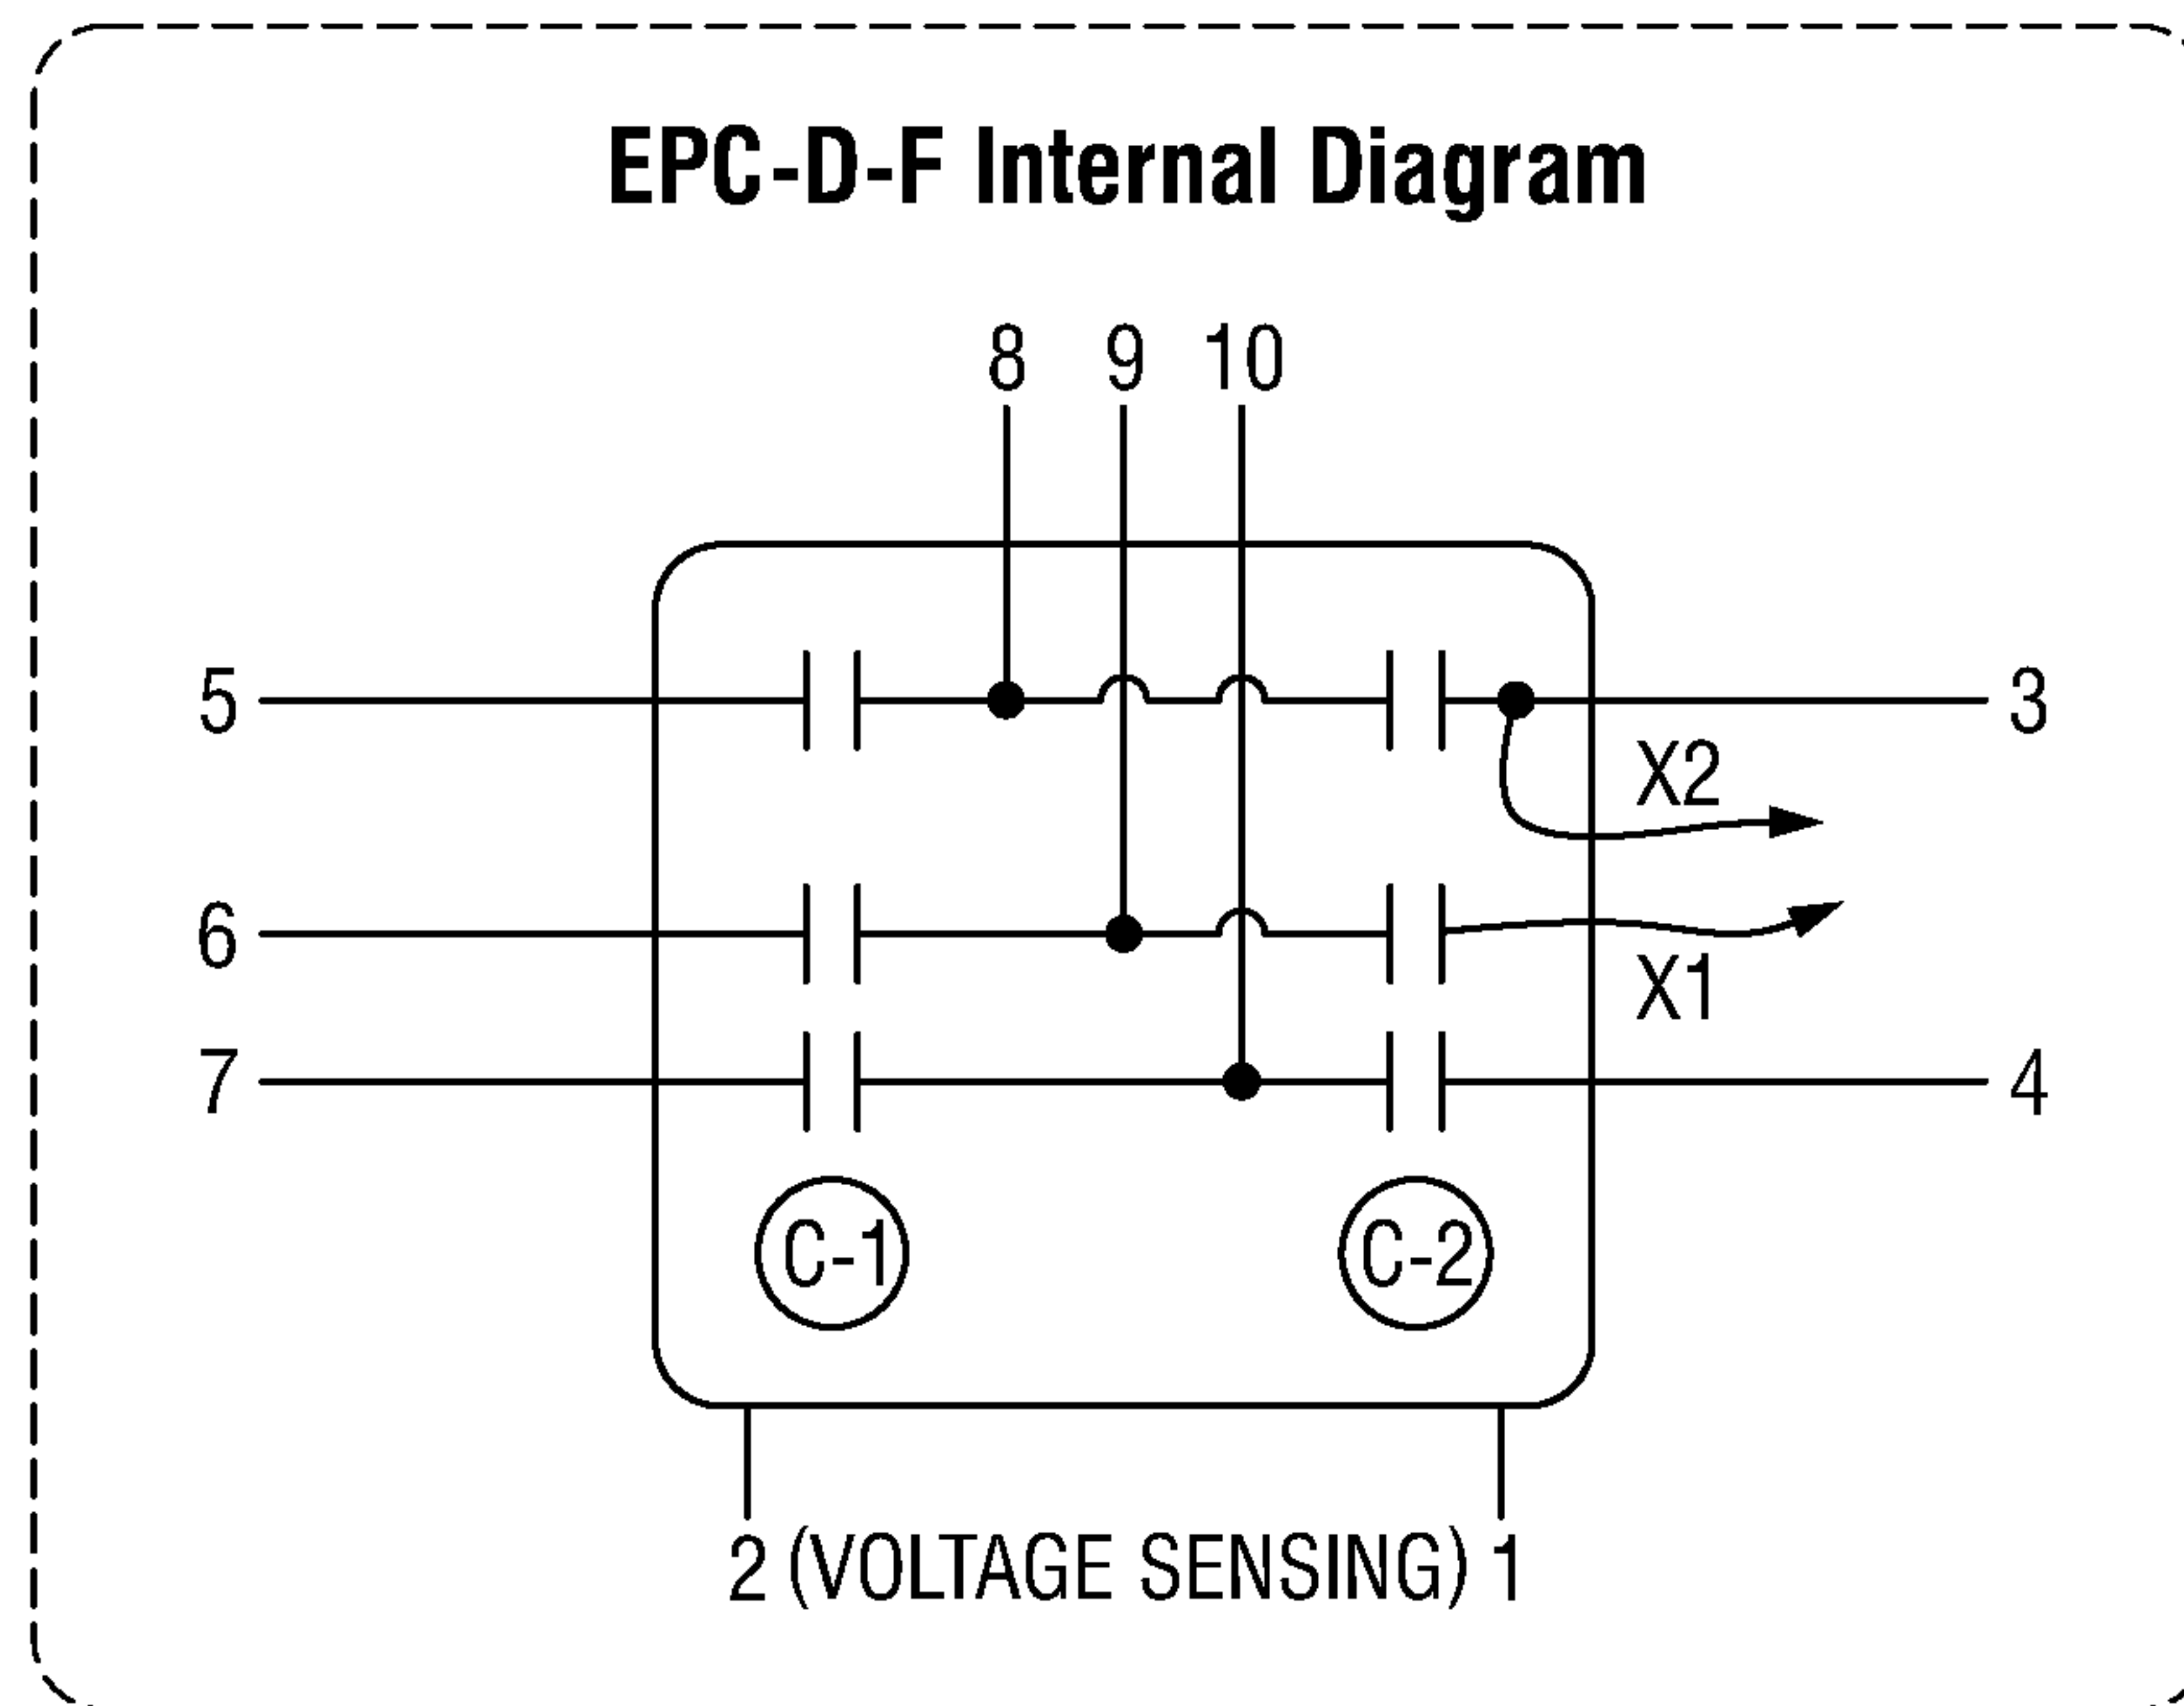 EPC-D-F Internal Diagram
8 9 10
5 3
X2
6
X1
7 4
C-1 C-2
2 (VOLTAGE SENSING) 1